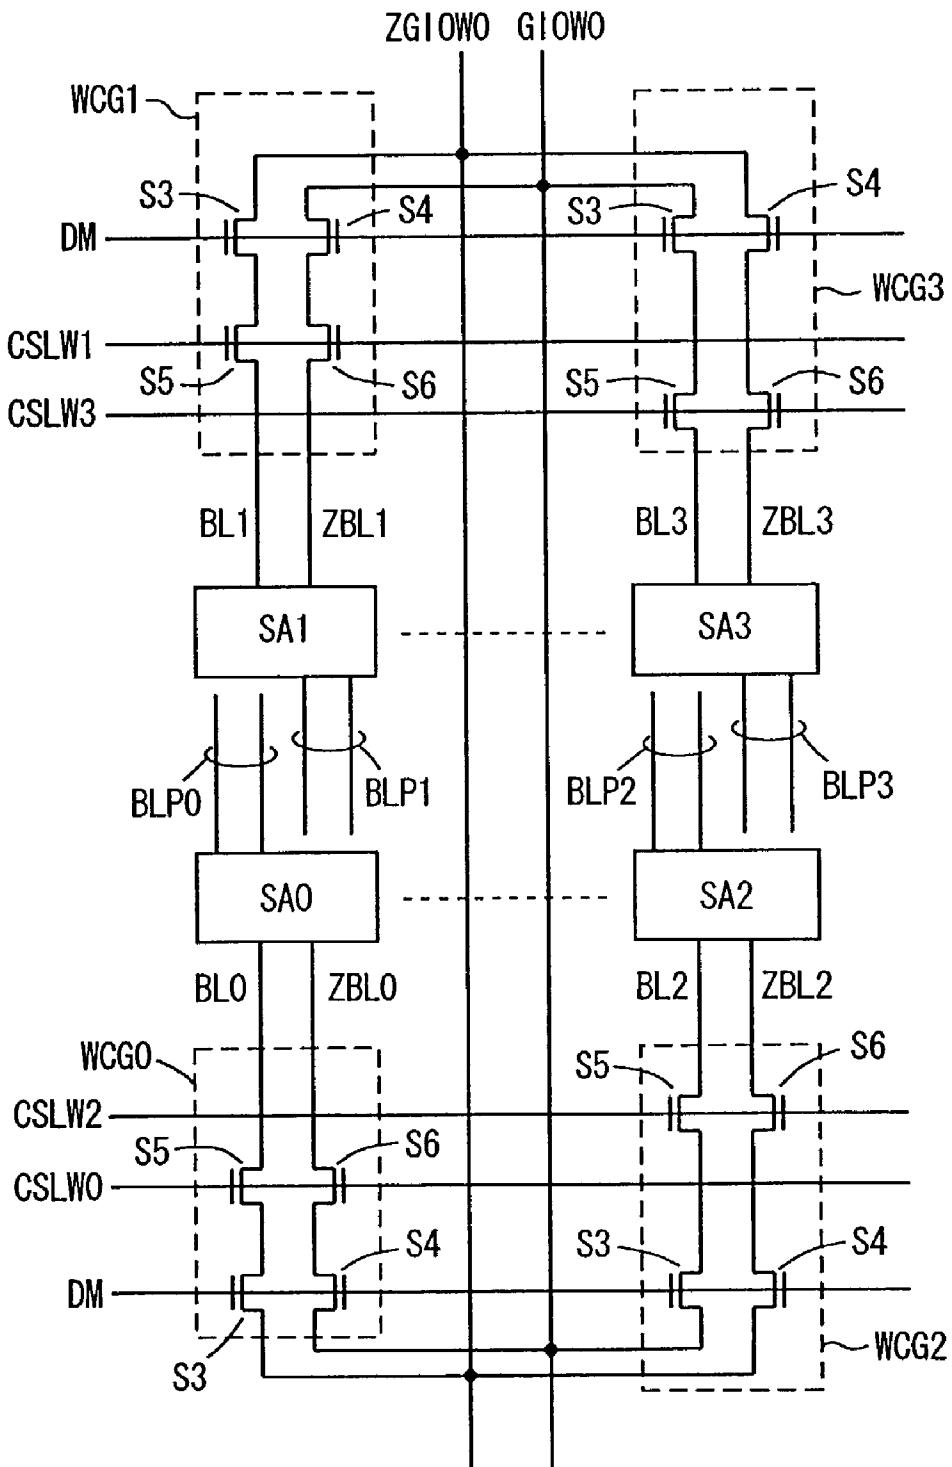 ZGIOW0 GIOW0
WCG1
S3 S4 S3 S4
DM
WCG3
CSLW1
S5 S6 S5 S6
CSLW3
BL1 ZBL1 BL3 ZBL3
SA1 SA3
BLP0 BLP1 BLP2 BLP3
SA0 SA2
BL0 ZBL0 BL2 ZBL2
WCG0 S5 S6
CSLW2
S5 S6
CSLW0
S4 S3 S4
DM
S3 WCG2